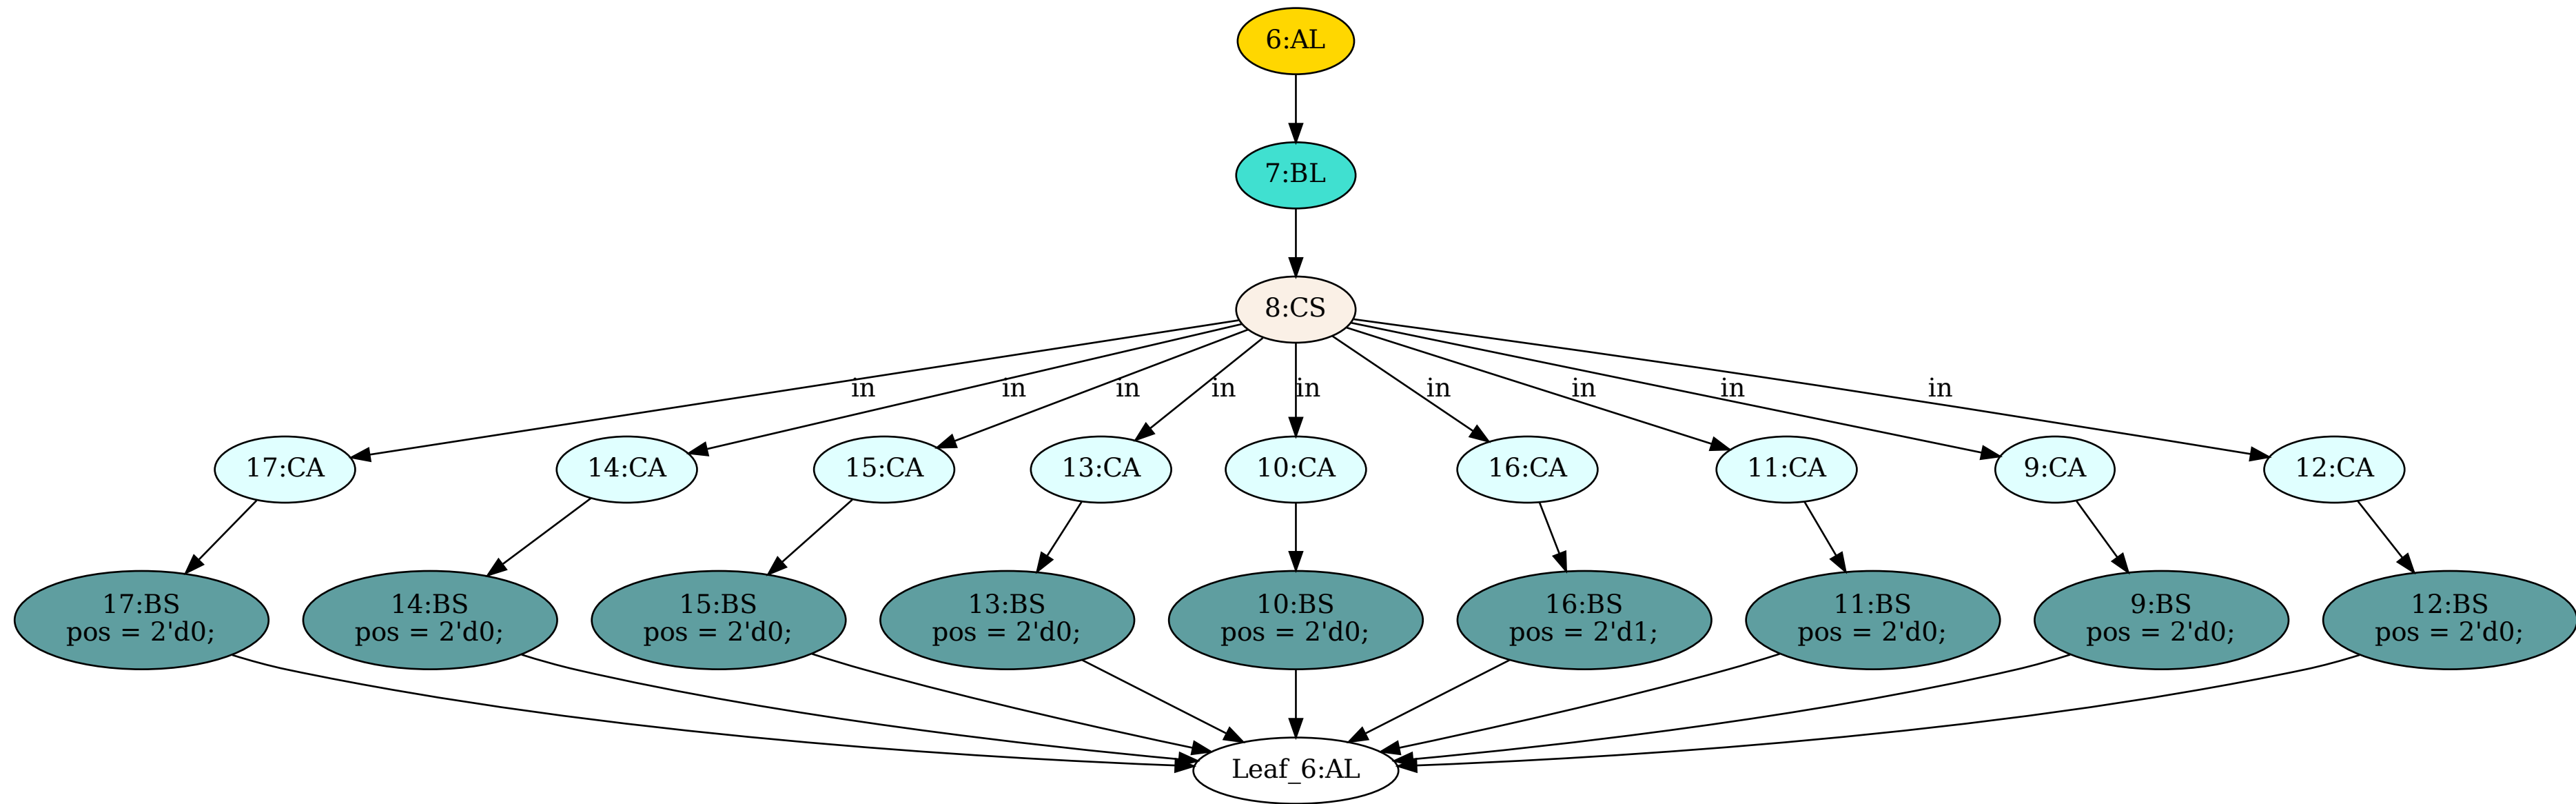 6:AL
7:BL
8:CS
in in in in in in in in in
17:CA 14:CA 15:CA 13:CA 10:CA 16:CA 11:CA 9:CA 12:CA
17:BS 14:BS 15:BS 13:BS 10:BS 16:BS 11:BS 9:BS 12:BS
pos = 2'd0; pos = 2'd0; pos = 2'd0; pos = 2'd0; pos = 2'd0; pos = 2'd1; pos = 2'd0; pos = 2'd0; pos = 2'd0;
Leaf_6:AL